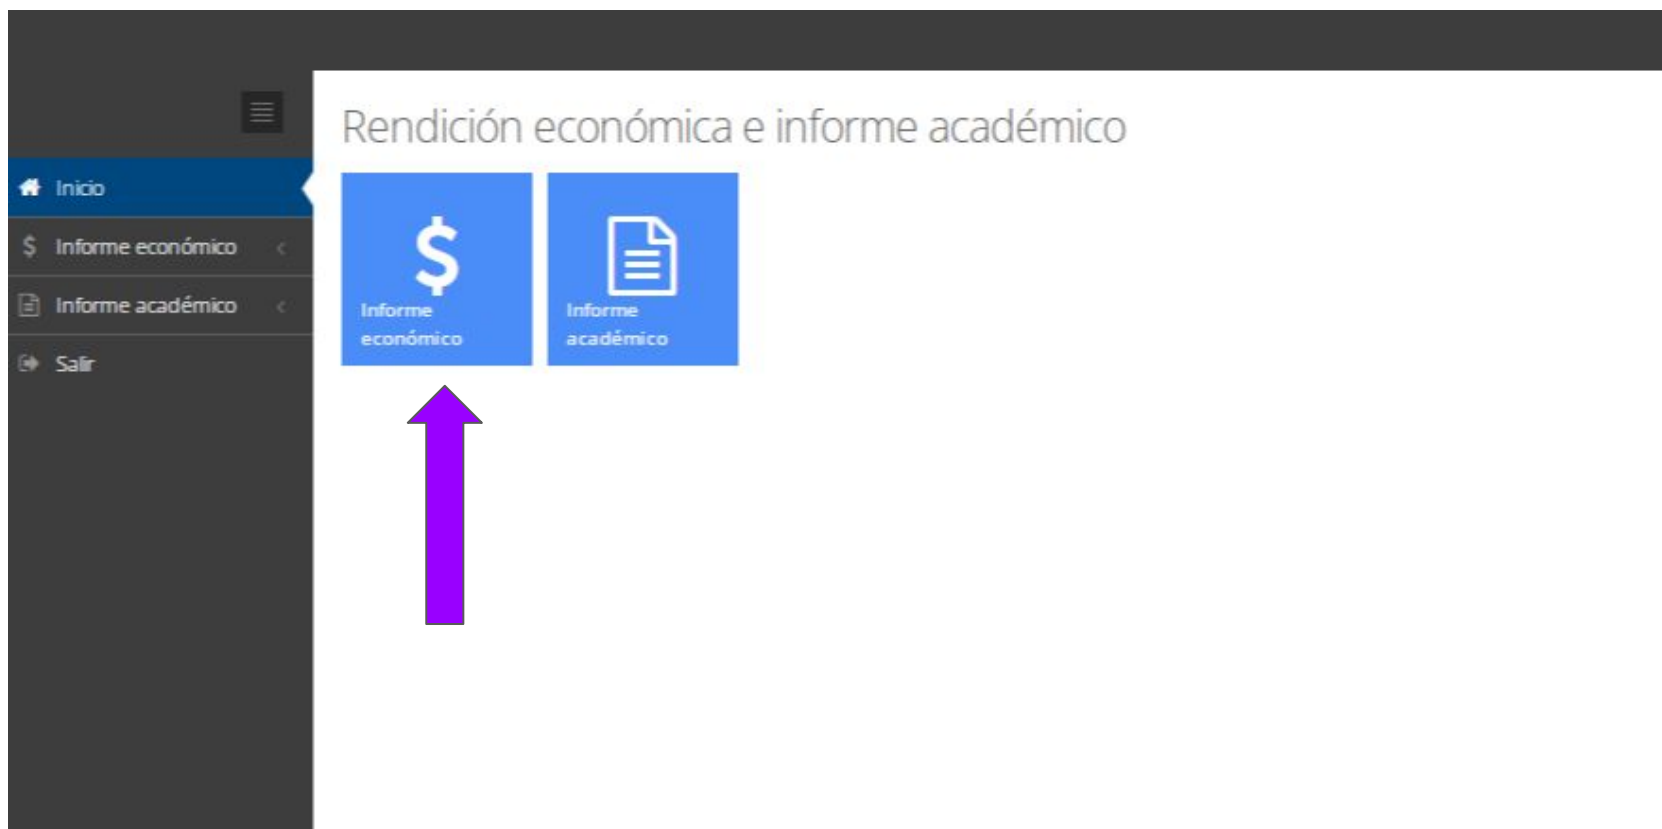 Rendición económica e informe académico
Inicio
$ Informe económico
Informe académico
Salir
$
Informe
económico
Informe
académico